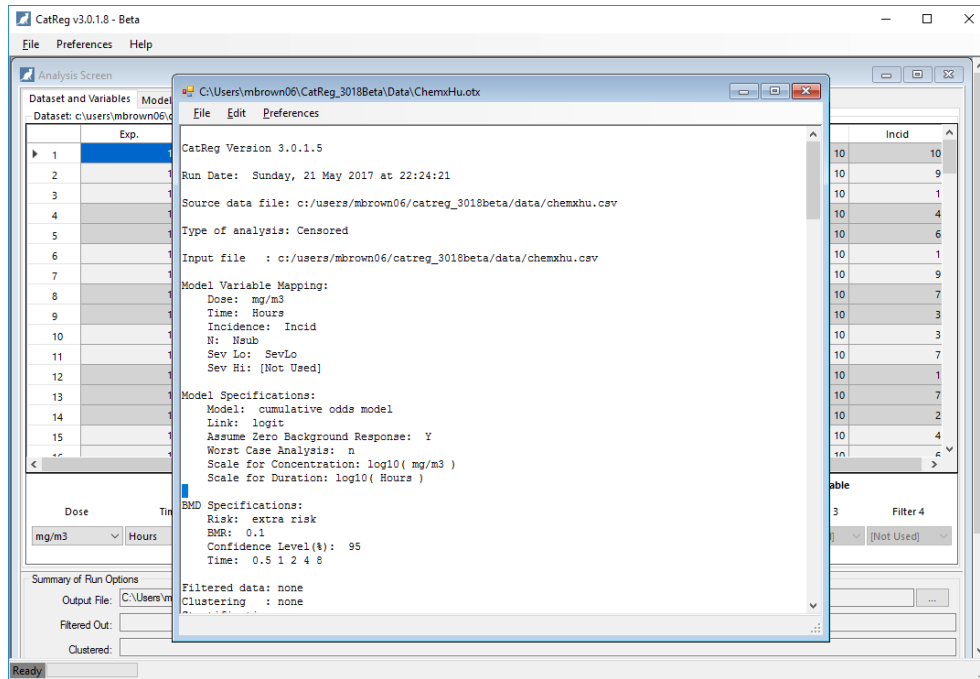 CatReg v3.0.1.8 - Beta
File Preferences Help
Analysis Screen
Dataset and Variables Model
Dataset: c:\users\mbrown06\c
Exp.
Incid
1 10 10
2 10 9
3 10 1
4 10 4
5 10 6
6 10 1
7 10 9
8 10 7
9 10 3
10 10 3
11 10 7
12 10 1
13 10 7
14 10 2
15 10 4
C:\Users\mbrown06\CatReg_3018Beta\Data\ChemxHu.otx
File Edit Preferences
CatReg Version 3.0.1.5
Run Date: Sunday, 21 May 2017 at 22:24:21
Source data file: c:/users/mbrown06/catreg_3018beta/data/chemxhu.csv
Type of analysis: Censored
Input file : c:/users/mbrown06/catreg_3018beta/data/chemxhu.csv
Model Variable Mapping:
Dose: mg/m3
Time: Hours
Incidence: Incid
N: Nsub
Sev Lo: SevLo
Sev Hi: [Not Used]
Model Specifications:
Model: cumulative odds model
Link: logit
Assume Zero Background Response: Y
Worst Case Analysis: n
Scale for Concentration: log10( mg/m3 )
Scale for Duration: log10( Hours )
BMD Specifications:
Risk: extra risk
BMR: 0.1
Confidence Level(%): 95
Time: 0.5 1 2 4 8
Filtered data: none
Clustering : none
able
Dose Tim 3 Filter 4
mg/m3 Hours [Not Used]
Summary of Run Options
Output File: C:\Users\m ...
Filtered Out:
Clustered:
Ready